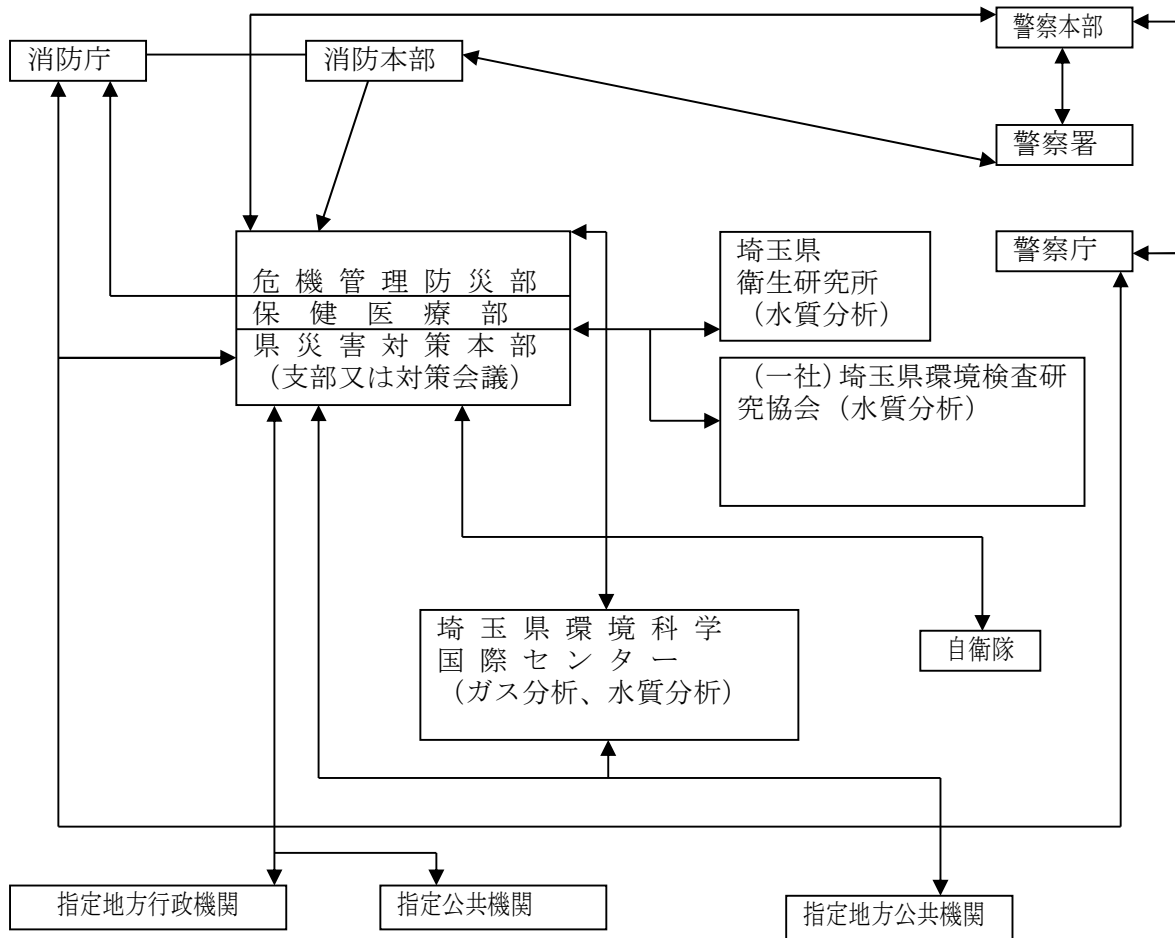 警察本部
消防庁
消防本部
警察署
危機管理防災部
保健医療部
県災害対策本部
（支部又は対策会議）
埼玉県
衛生研究所
（水質分析）
警察庁
（一社）埼玉県環境検査研
究協会（水質分析）
埼玉県環境科学
国際センター
（ガス分析、水質分析）
自衛隊
指定地方行政機関
指定公共機関
指定地方公共機関